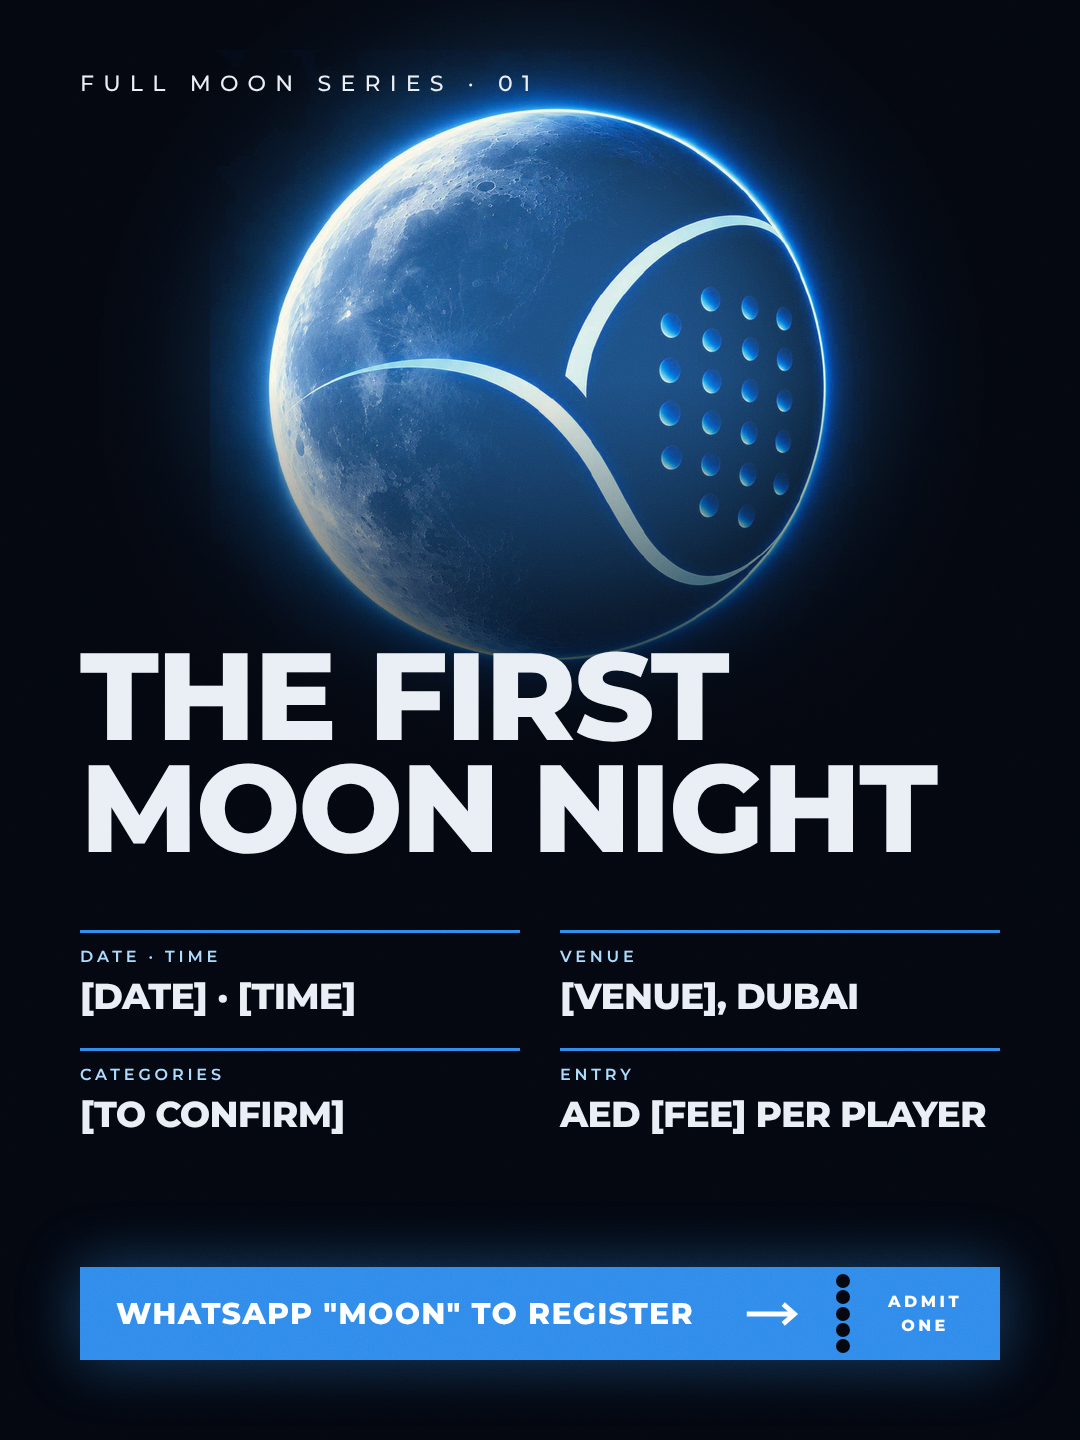 FULL MOON SERIES · 01
THE FIRST
MOON NIGHT
DATE · TIME
[DATE] · [TIME]
VENUE
[VENUE], DUBAI
CATEGORIES
[TO CONFIRM]
ENTRY
AED [FEE] PER PLAYER
WHATSAPP "MOON" TO REGISTER →
ADMIT
ONE